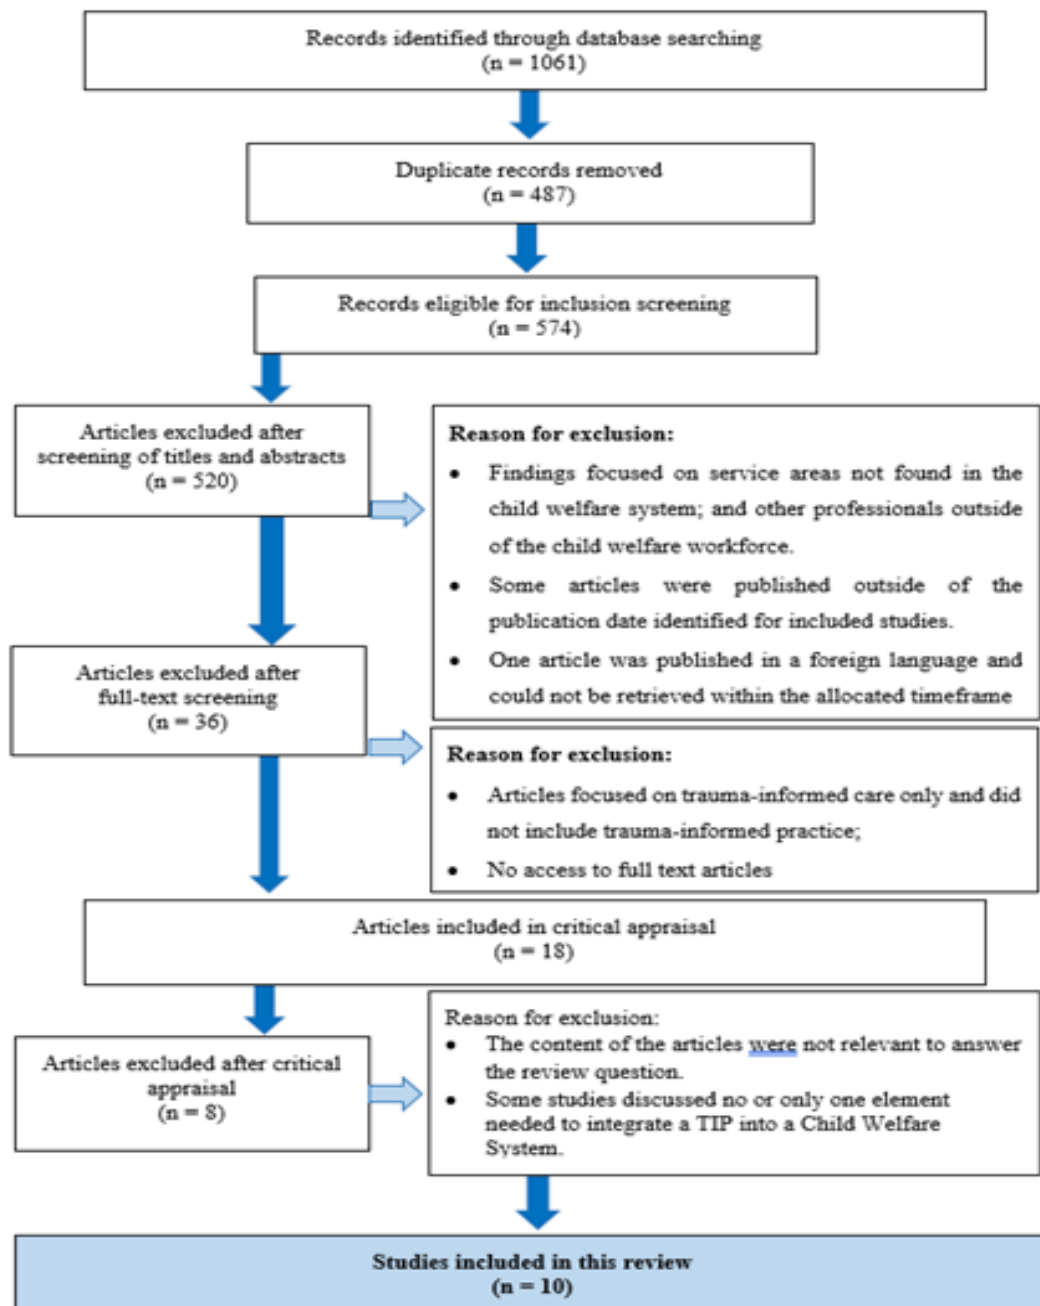 Records identified through database searching
(n = 1061)
Duplicate records removed
(n = 487)
Records eligible for inclusion screening
(n = 574)
Articles excluded after
screening of titles and abstracts
(n = 520)
Reason for exclusion:
• Findings focused on service areas not found in the
child welfare system; and other professionals outside
of the child welfare workforce.
• Some articles were published outside of the
publication date identified for included studies.
• One article was published in a foreign language and
could not be retrieved within the allocated timeframe
Articles excluded after
full-text screening
(n = 36)
Reason for exclusion:
• Articles focused on trauma-informed care only and did
not include trauma-informed practice;
• No access to full text articles
Articles included in critical appraisal
(n = 18)
Articles excluded after critical
appraisal
(n = 8)
Reason for exclusion:
• The content of the articles were not relevant to answer
the review question.
• Some studies discussed no or only one element
needed to integrate a TIP into a Child Welfare
System.
Studies included in this review
(n = 10)